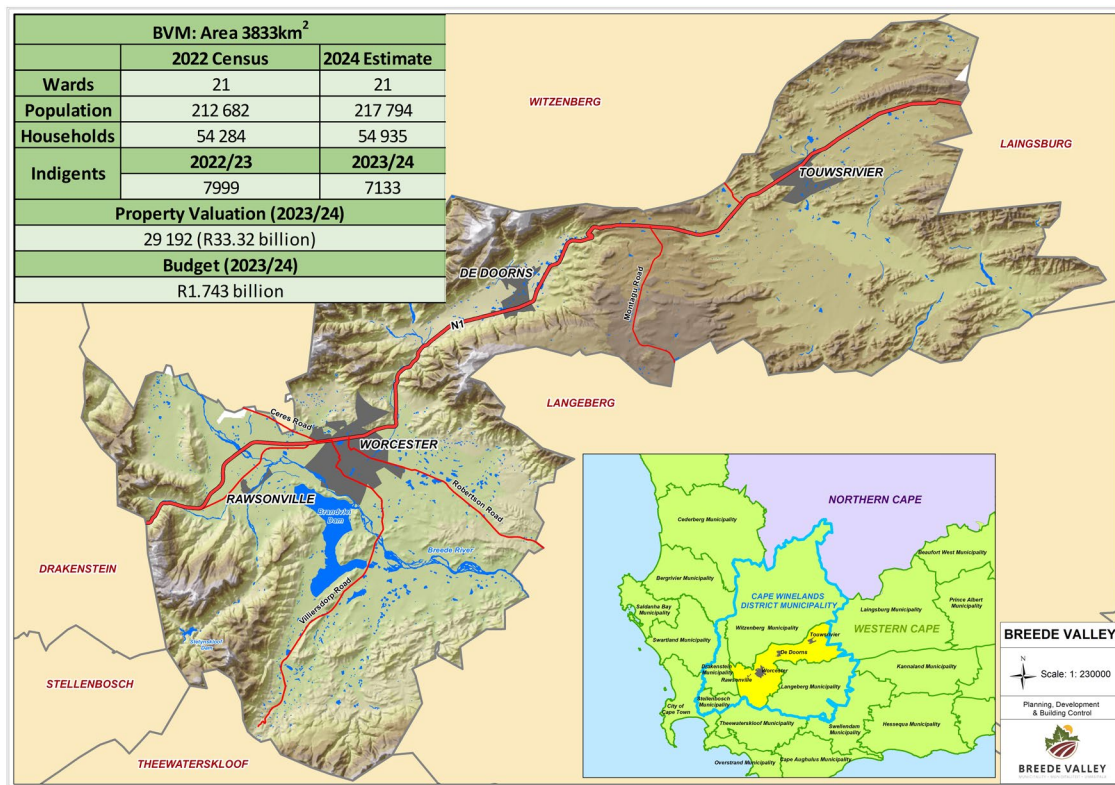 BVM: Area 3833km²
2022 Census 2024 Estimate
Wards 21 21
Population 212 682 217 794
Households 54 284 54 935
Indigents 2022/23 2023/24
7999 7133
Property Valuation (2023/24)
29 192 (R33.32 billion)
Budget (2023/24)
R1.743 billion
WITZENBERG
LAINGSBURG
TOUWSRIVIER
DE DOORNS
Montagu Road
N1
LANGEBERG
Ceres Road
WORCESTER
Robertson Road
RAWSONVILLE
Brandvlei
Dam
Breede River
DRAKENSTEIN
Villiersdorp Road
Stetynskloof
Dam
STELLENBOSCH
THEEWATERSKLOOF
NORTHERN CAPE
Cederberg Municipality
Beaufort West Municipality
Bergrivier Municipality
CAPE WINELANDS
DISTRICT MUNICIPALITY
Prince Albert
Municipality
Saldanha Bay
Municipality
Laingsburg Municipality
Witzenberg Municipality
WESTERN CAPE
Swartland Municipality
Touwsrivier
De Doorns
Drakenstein
Municipality
Worcester
Rawsonville
Langeberg Municipality
Kannaland Municipality
Stellenbosch
Municipality
City of
Cape Town
Theewaterskloof Municipality
Swellendam
Municipality
Hessequa Municipality
Overstrand Municipality
Cape Aughulus Municipality
BREEDE VALLEY
N
Scale: 1: 230000
Planning, Development
& Building Control
BREEDE VALLEY